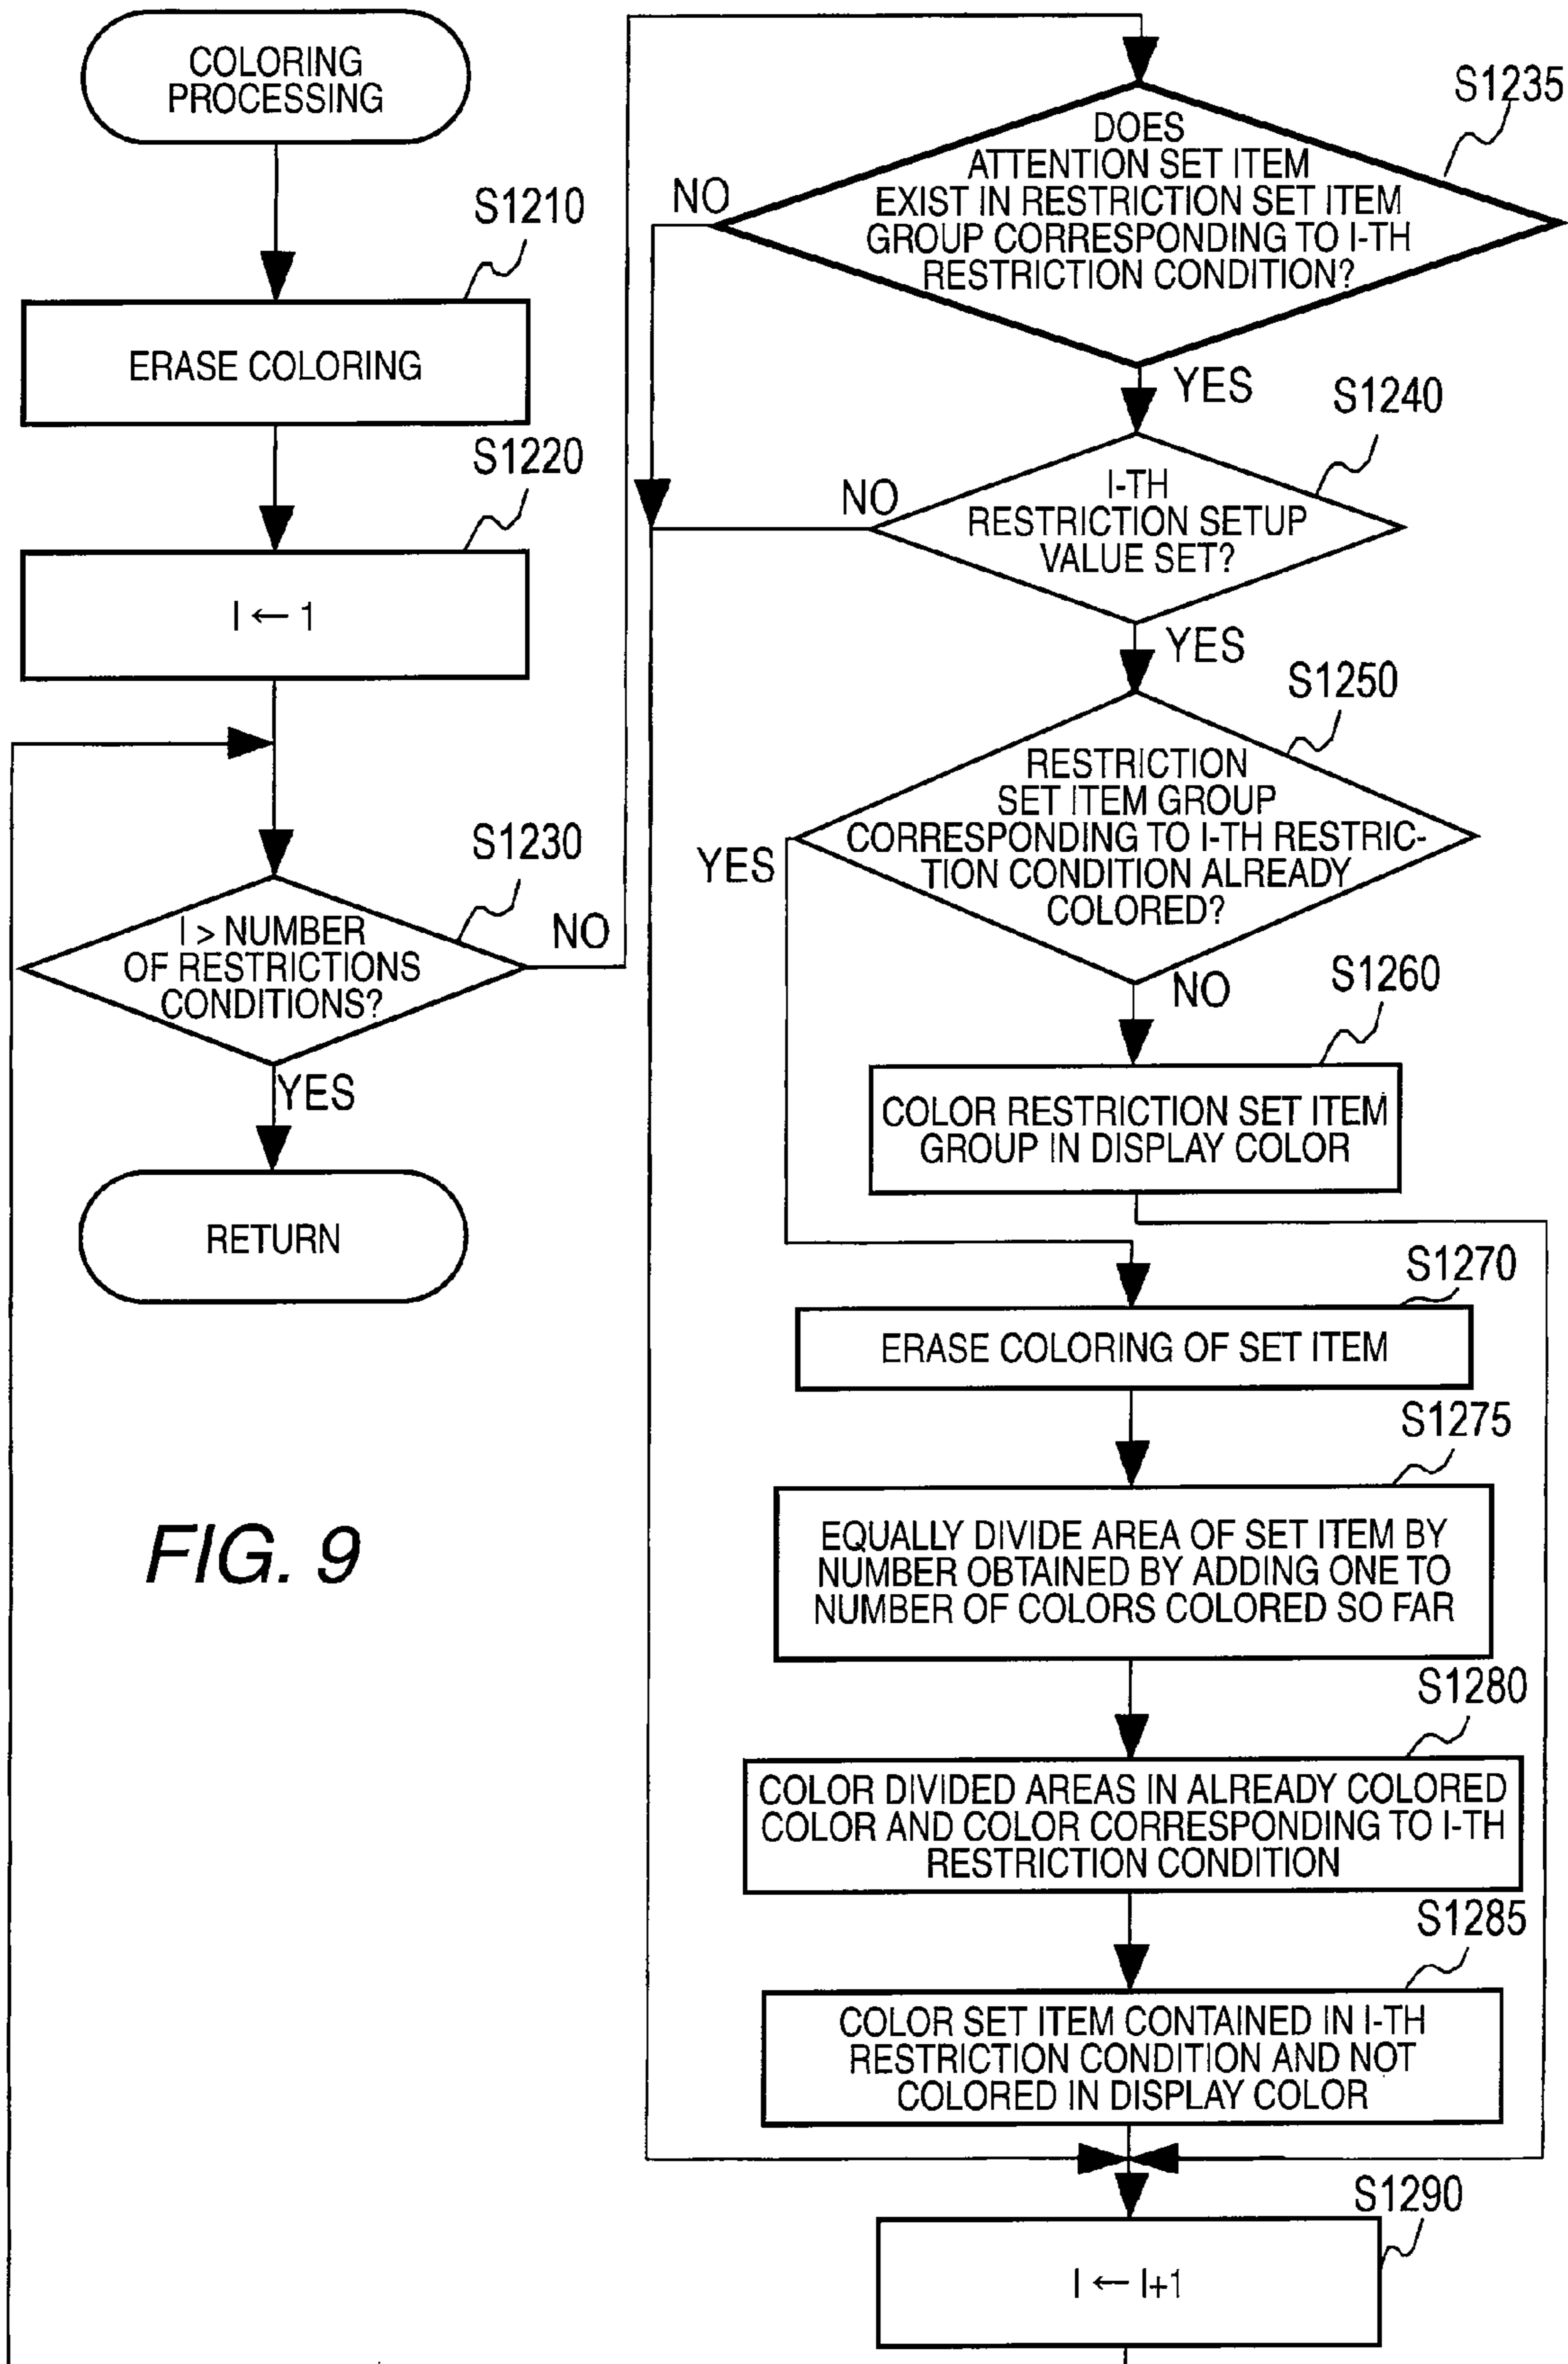 COLORING
PROCESSING
S1210
ERASE COLORING
S1220
I ← 1
S1230
I > NUMBER
OF RESTRICTIONS
CONDITIONS?
NO
YES
RETURN
FIG. 9
S1235
DOES
ATTENTION SET ITEM
EXIST IN RESTRICTION SET ITEM
GROUP CORRESPONDING TO I-TH
RESTRICTION CONDITION?
NO
YES
S1240
I-TH
RESTRICTION SETUP
VALUE SET?
NO
YES
S1250
RESTRICTION
SET ITEM GROUP
CORRESPONDING TO I-TH RESTRIC-
TION CONDITION ALREADY
COLORED?
YES
NO
S1260
COLOR RESTRICTION SET ITEM
GROUP IN DISPLAY COLOR
S1270
ERASE COLORING OF SET ITEM
S1275
EQUALLY DIVIDE AREA OF SET ITEM BY
NUMBER OBTAINED BY ADDING ONE TO
NUMBER OF COLORS COLORED SO FAR
S1280
COLOR DIVIDED AREAS IN ALREADY COLORED
COLOR AND COLOR CORRESPONDING TO I-TH
RESTRICTION CONDITION
S1285
COLOR SET ITEM CONTAINED IN I-TH
RESTRICTION CONDITION AND NOT
COLORED IN DISPLAY COLOR
S1290
I ← I+1